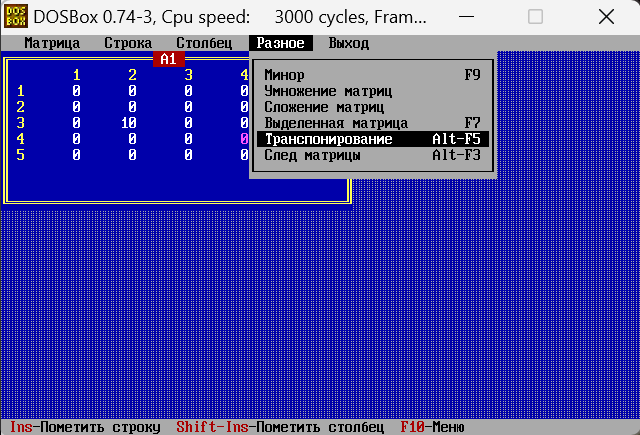 DOSBox 0.74-3, Cpu speed: 3000 cycles, Fram...
Матрица Строка Столбец Разное Выход
A1
1 2 3 4
1 0 0 0 0
2 0 0 0 0
3 0 10 0 0
4 0 0 0 0
5 0 0 0 0
Минор F9
Умножение матриц
Сложение матриц
Выделенная матрица F7
Транспонирование Alt-F5
След матрицы Alt-F3
Ins-Пометить строку Shift-Ins-Пометить столбец F10-Меню